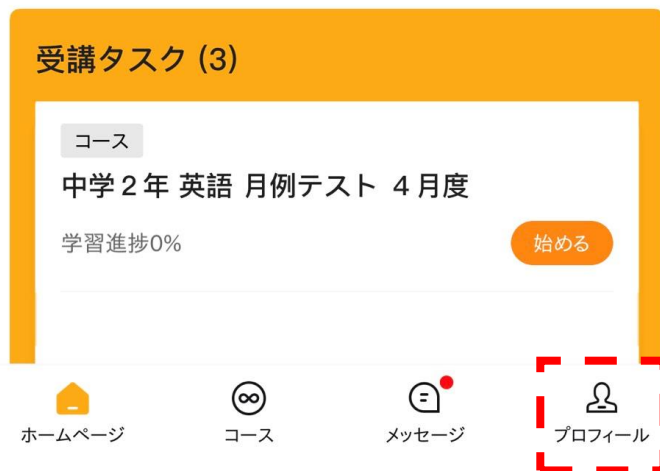 受講タスク (3)
コース
中学２年 英語 月例テスト ４月度
学習進捗0%
始める
ホームページ
コース
メッセージ
プロフィール